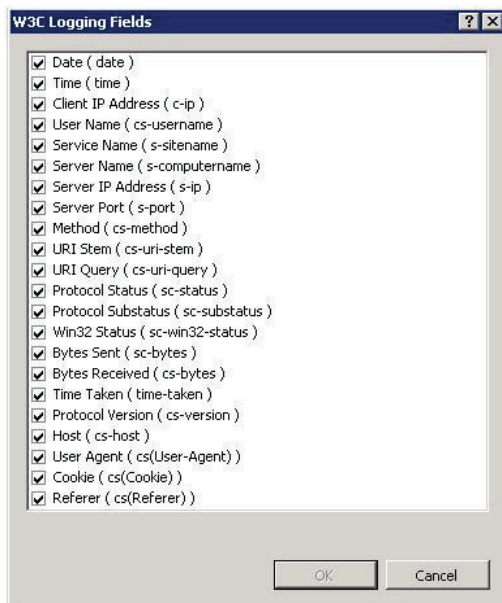 W3C Logging Fields
Date ( date )
Time ( time )
Client IP Address ( c-ip )
User Name ( cs-username )
Service Name ( s-sitename )
Server Name ( s-computername )
Server IP Address ( s-ip )
Server Port ( s-port )
Method ( cs-method )
URI Stem ( cs-uri-stem )
URI Query ( cs-uri-query )
Protocol Status ( sc-status )
Protocol Substatus ( sc-substatus )
Win32 Status ( sc-win32-status )
Bytes Sent ( sc-bytes )
Bytes Received ( cs-bytes )
Time Taken ( time-taken )
Protocol Version ( cs-version )
Host ( cs-host )
User Agent ( cs(User-Agent) )
Cookie ( cs(Cookie) )
Referer ( cs(Referer) )
OK Cancel